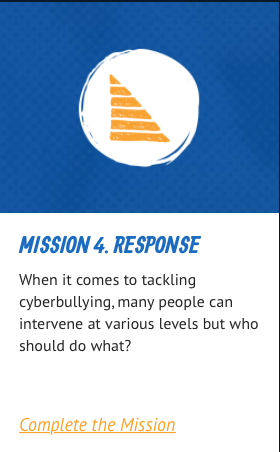 MISSION 4. RESPONSE
When it comes to tackling
cyberbullying, many people can
intervene at various levels but who
should do what?
Complete the Mission